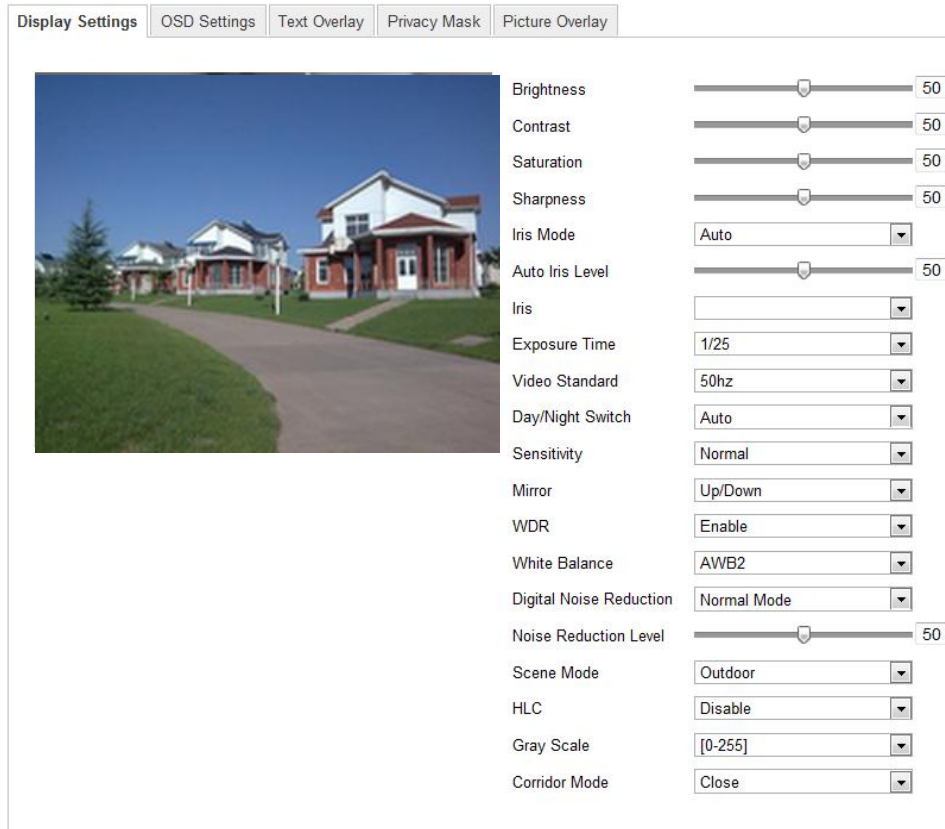 Display Settings OSD Settings Text Overlay Privacy Mask Picture Overlay
Brightness 50
Contrast 50
Saturation 50
Sharpness 50
Iris Mode Auto
Auto Iris Level 50
Iris
Exposure Time 1/25
Video Standard 50hz
Day/Night Switch Auto
Sensitivity Normal
Mirror Up/Down
WDR Enable
White Balance AWB2
Digital Noise Reduction Normal Mode
Noise Reduction Level 50
Scene Mode Outdoor
HLC Disable
Gray Scale [0-255]
Corridor Mode Close